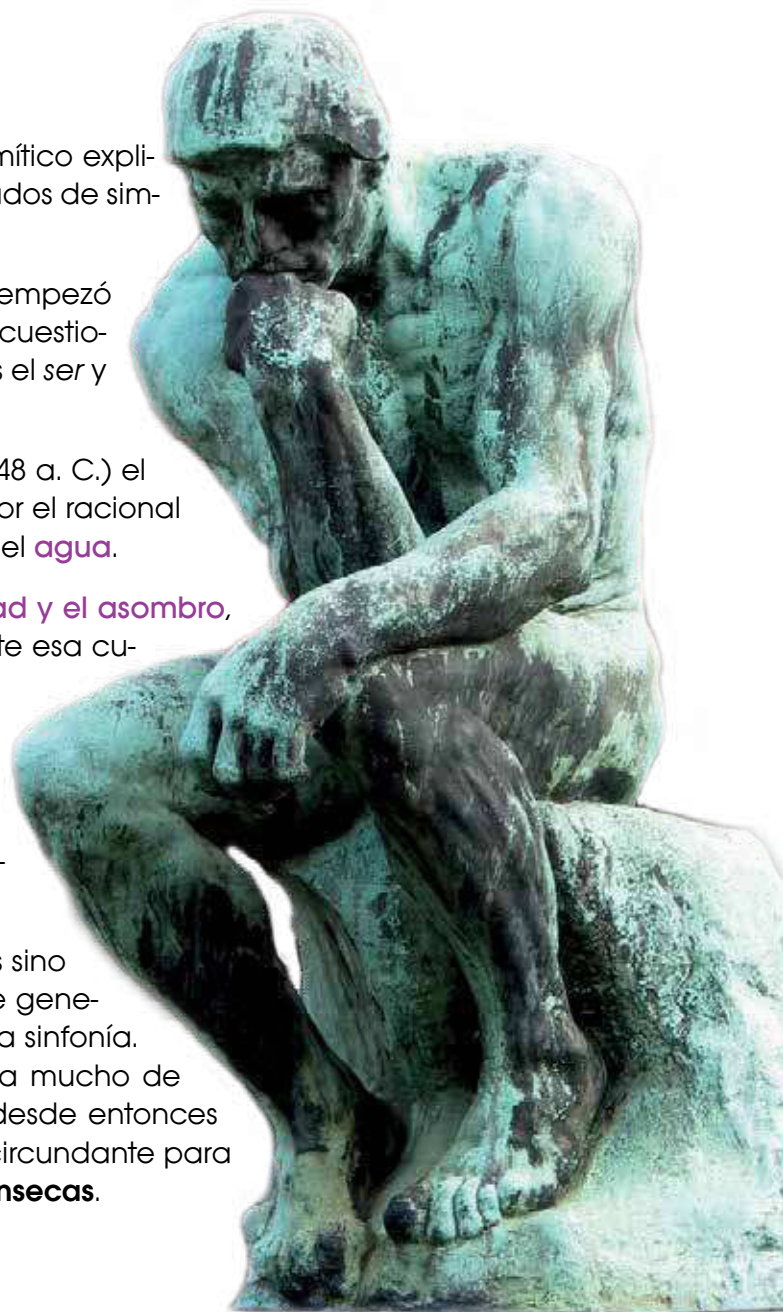 mítico expli-
ados de sim-
empezó
cuestio-
s el ser y
48 a. C.) el
or el racional
el agua.
ad y el asombro,
te esa cu-
-
s sino
e gene-
a sinfonía.
a mucho de
desde entonces
circundante para
nsecas.